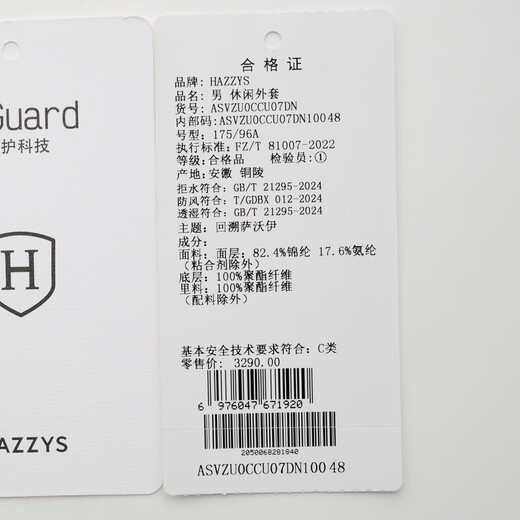 Guard
护科技
H
AZZYS
合格证
品牌: HAZZYS
品名: 男 休闲外套
货号: ASVZU0CCU07DN
内部码: ASVZU0CCU07DN10048
号型: 175/96A
执行标准: FZ/T 81007-2022
等级: 合格品 检验员: ①
产地: 安徽 铜陵
拒水符合: GB/T 21295-2024
防风符合: T/GDBX 012-2024
透湿符合: GB/T 21295-2024
主题: 回溯萨沃伊
成分:
面料: 面层: 82.4%锦纶 17.6%氨纶
(粘合剂除外)
底层: 100%聚酯纤维
里料: 100%聚酯纤维
(配料除外)
基本安全技术要求符合: C类
零售价: 3290.00
6 976047 671920
2050068281840
ASVZU0CCU07DN10048